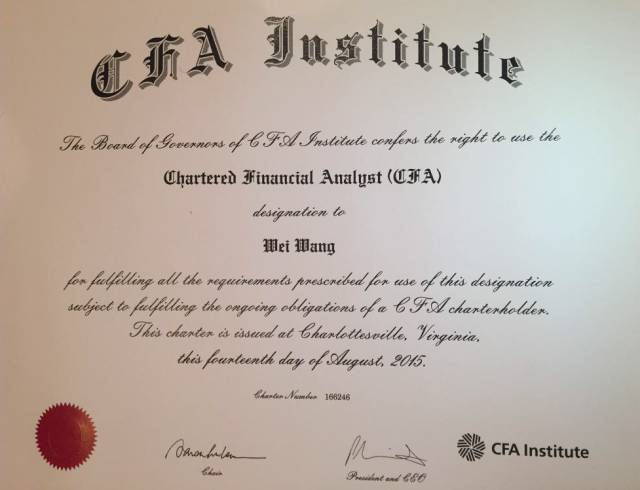 CFA Institute
The Board of Governors of CFA Institute confers the right to use the
Chartered Financial Analyst (CFA)
designation to
Wei Wang
for fulfilling all the requirements prescribed for use of this designation
subject to fulfilling the ongoing obligations of a CFA charterholder.
This charter is issued at Charlottesville, Virginia,
this fourteenth day of August, 2015.
Charter Number 166246
Chair
President and CEO
CFA Institute